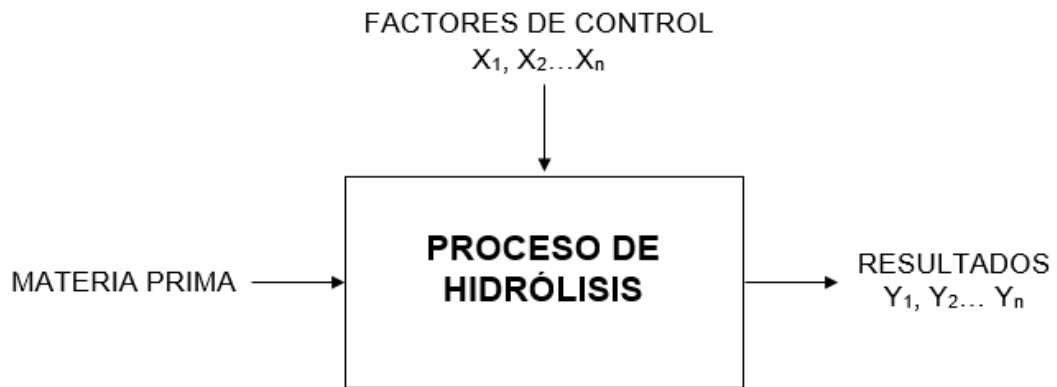 FACTORES DE CONTROL
X₁, X₂...Xₙ
PROCESO DE
HIDRÓLISIS
MATERIA PRIMA
RESULTADOS
Y₁, Y₂... Yₙ